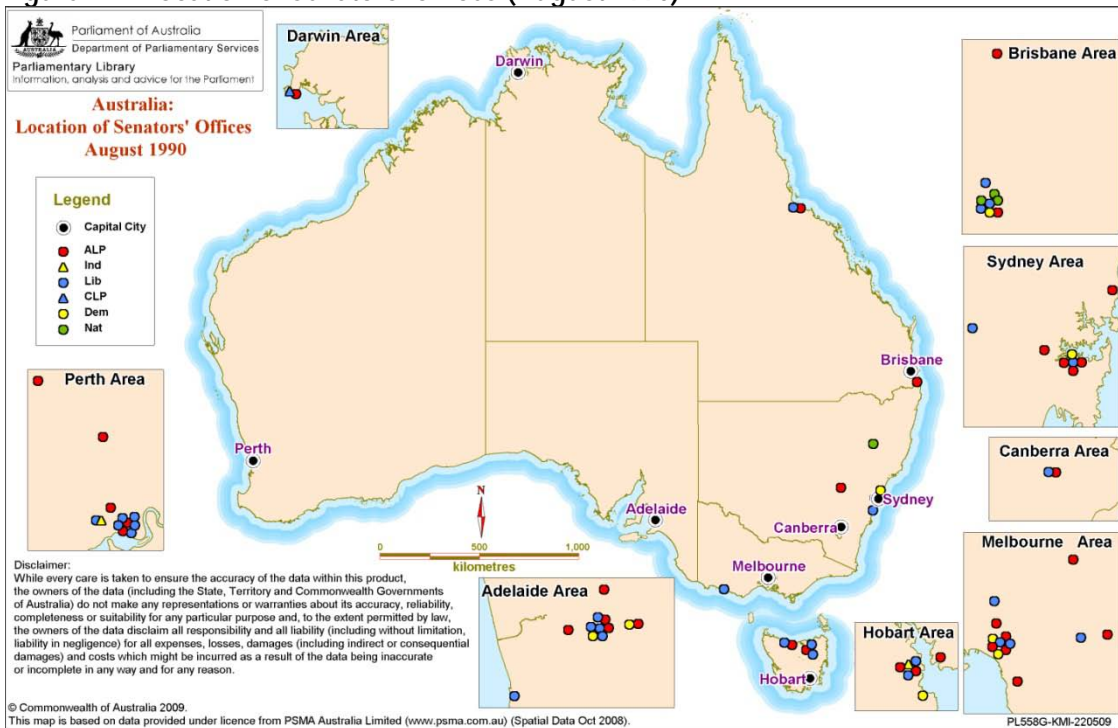 Parliament of Australia
Department of Parliamentary Services
Parliamentary Library
Information, analysis and advice for the Parliament
Australia:
Location of Senators' Offices
August 1990
Legend
Capital City
ALP
Ind
Lib
CLP
Dem
Nat
Darwin Area
Darwin
Brisbane Area
Sydney Area
Brisbane
Perth Area
Perth
Canberra Area
Adelaide
Sydney
Canberra
N
0 500 1,000
kilometres
Melbourne
Melbourne Area
Adelaide Area
Hobart Area
Hobart
Disclaimer:
While every care is taken to ensure the accuracy of the data within this product,
the owners of the data (including the State, Territory and Commonwealth Governments
of Australia) do not make any representations or warranties about its accuracy, reliability,
completeness or suitability for any particular purpose and, to the extent permitted by law,
the owners of the data disclaim all responsibility and all liability (including without limitation,
liability in negligence) for all expenses, losses, damages (including indirect or consequential
damages) and costs which might be incurred as a result of the data being inaccurate
or incomplete in any way and for any reason.
© Commonwealth of Australia 2009.
This map is based on data provided under licence from PSMA Australia Limited (www.psma.com.au) (Spatial Data Oct 2008).
PL558G-KMI-220509